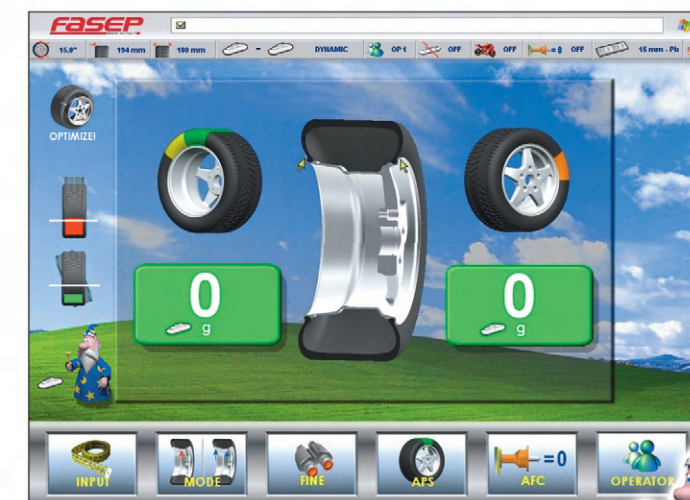 FASEP
15.0" 194 mm 180 mm - DYNAMIC OP 1 OFF OFF =0 OFF 15 mm - Pb
OPTIMIZE!
0 0
g g
=0
INPUT MODE FINE APS AFC OPERATOR